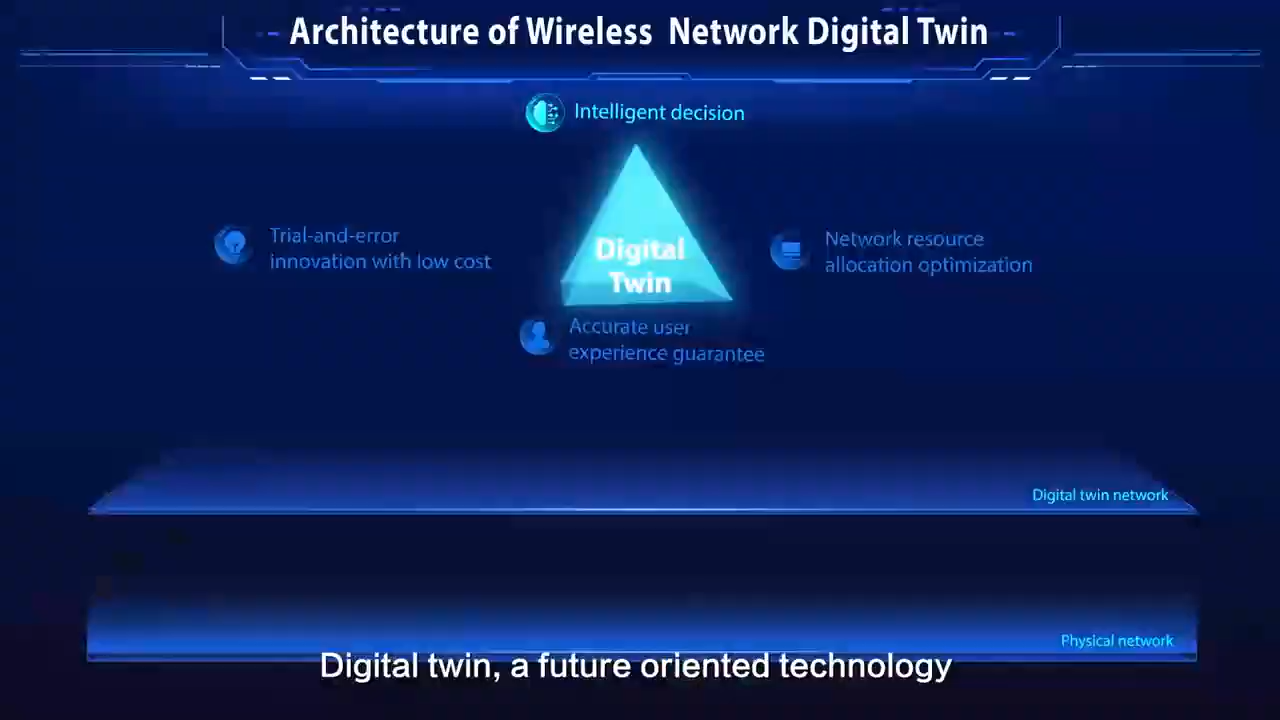 Architecture of Wireless Network Digital Twin
Intelligent decision
Trial-and-error
innovation with low cost
Digital
Twin
Network resource
allocation optimization
Accurate user
experience guarantee
Digital twin network
Physical network
Digital twin, a future oriented technology